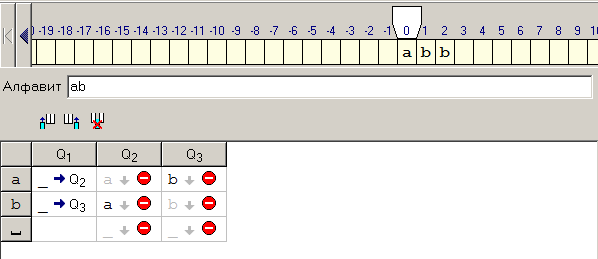 0 -19 -18 -17 -16 -15 -14 -13 -12 -11 -10 -9 -8 -7 -6 -5 -4 -3 -2 -1 0 1 2 3 4 5 6 7 8 9 10
a b b
Алфавит ab
Q1 Q2 Q3
a _ → Q2 a ↓ b ↓
b _ → Q3 a ↓ b ↓
_ ↓ _ ↓